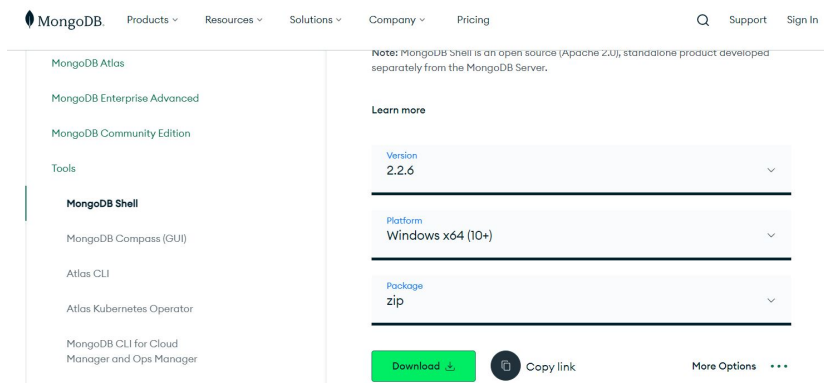 MongoDB.
Products
Resources
Solutions
Company
Pricing
Support
Sign In
MongoDB Atlas
MongoDB Enterprise Advanced
MongoDB Community Edition
Tools
MongoDB Shell
MongoDB Compass (GUI)
Atlas CLI
Atlas Kubernetes Operator
MongoDB CLI for Cloud
Manager and Ops Manager
Note: MongoDB Shell is an open source (Apache 2.0), standalone product developed
separately from the MongoDB Server.
Learn more
Version
2.2.6
Platform
Windows x64 (10+)
Package
zip
Download
Copy link
More Options